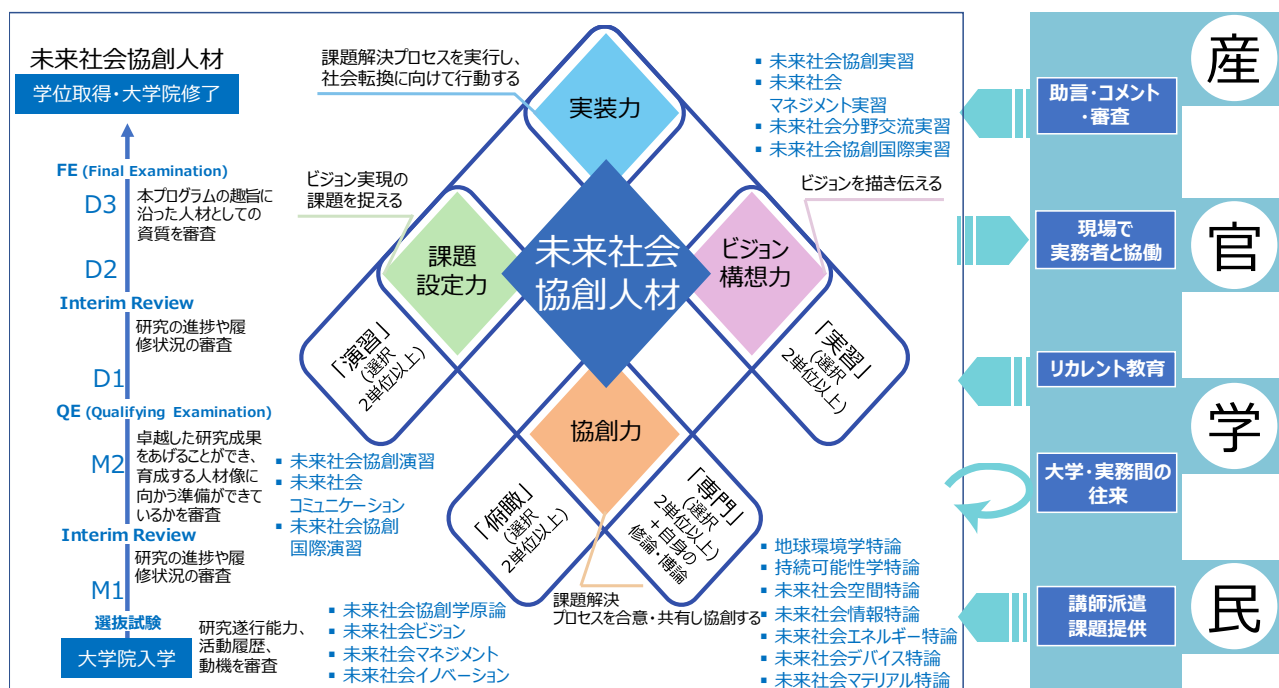 未来社会協創人材
学位取得・大学院修了
FE (Final Examination)
D3
本プログラムの趣旨に
沿った人材としての
資質を審査
D2
Interim Review
研究の進捗や履
修状況の審査
D1
QE (Qualifying Examination)
M2
卓越した研究成果
をあげることができ、
育成する人材像に
向かう準備ができて
いるかを審査
Interim Review
研究の進捗や履
修状況の審査
M1
選抜試験
大学院入学
研究遂行能力、
活動履歴、
動機を審査
課題解決プロセスを実行し、
社会転換に向けて行動する
実装力
ビジョン実現の
課題を捉える
課題
設定力
未来社会
協創人材
ビジョンを描き伝える
ビジョン
構想力
協創力
課題解決
プロセスを合意・共有し協創する
「演習」
(選択
2単位以上)
「実習」
(選択
2単位以上)
「俯瞰」
(選択
2単位以上)
「専門」
(選択
2単位以上)
+自身の
修論・博論
▪ 未来社会協創実習
▪ 未来社会
マネジメント実習
▪ 未来社会分野交流実習
▪ 未来社会協創国際実習
▪ 未来社会協創演習
▪ 未来社会
コミュニケーション
▪ 未来社会協創
国際演習
▪ 未来社会協創学原論
▪ 未来社会ビジョン
▪ 未来社会マネジメント
▪ 未来社会イノベーション
▪ 地球環境学特論
▪ 持続可能性学特論
▪ 未来社会空間特論
▪ 未来社会情報特論
▪ 未来社会エネルギー特論
▪ 未来社会デバイス特論
▪ 未来社会マテリアル特論
産
助言・コメント
・審査
官
現場で
実務者と協働
リカレント教育
学
大学・実務間の
往来
民
講師派遣
課題提供